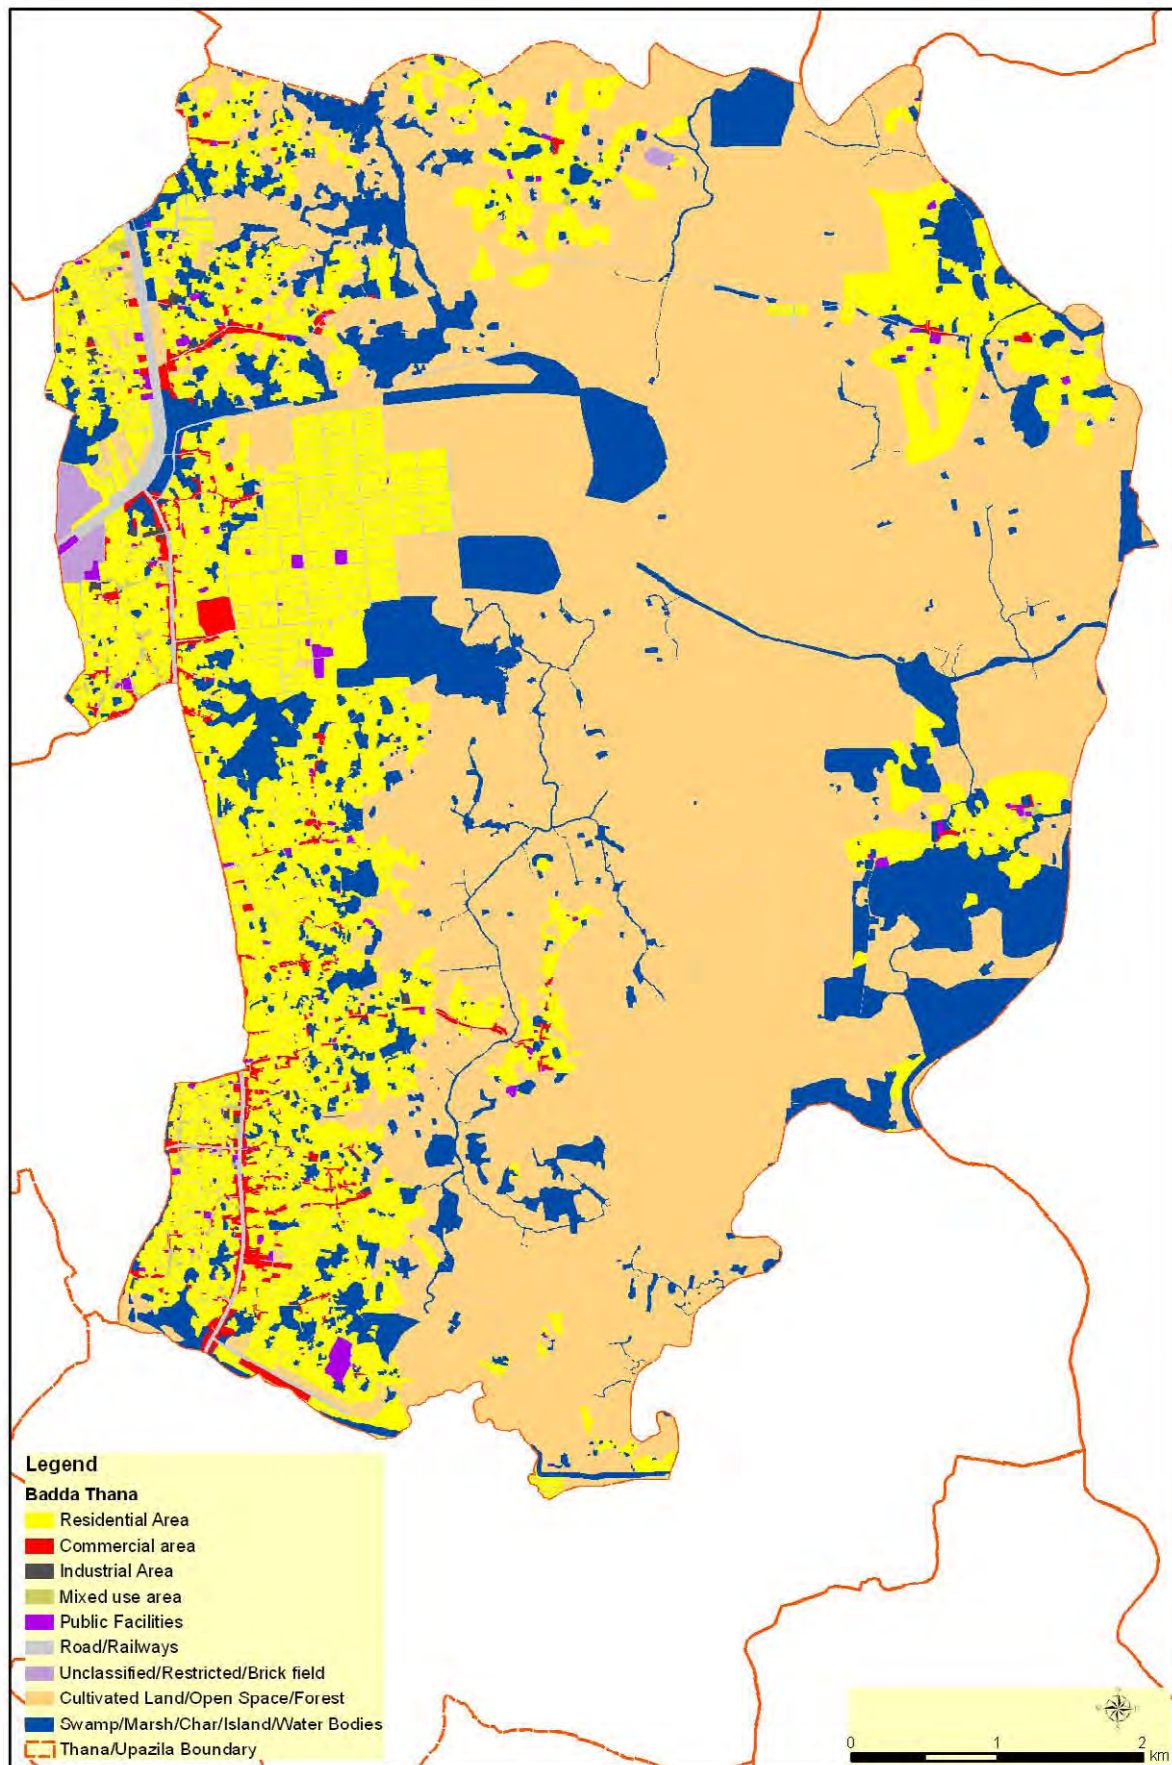 Legend
Badda Thana
Residential Area
Commercial area
Industrial Area
Mixed use area
Public Facilities
Road/Railways
Unclassified/Restricted/Brick field
Cultivated Land/Open Space/Forest
Swamp/Marsh/Char/Island/Water Bodies
Thana/Upazila Boundary
0 1 2
km